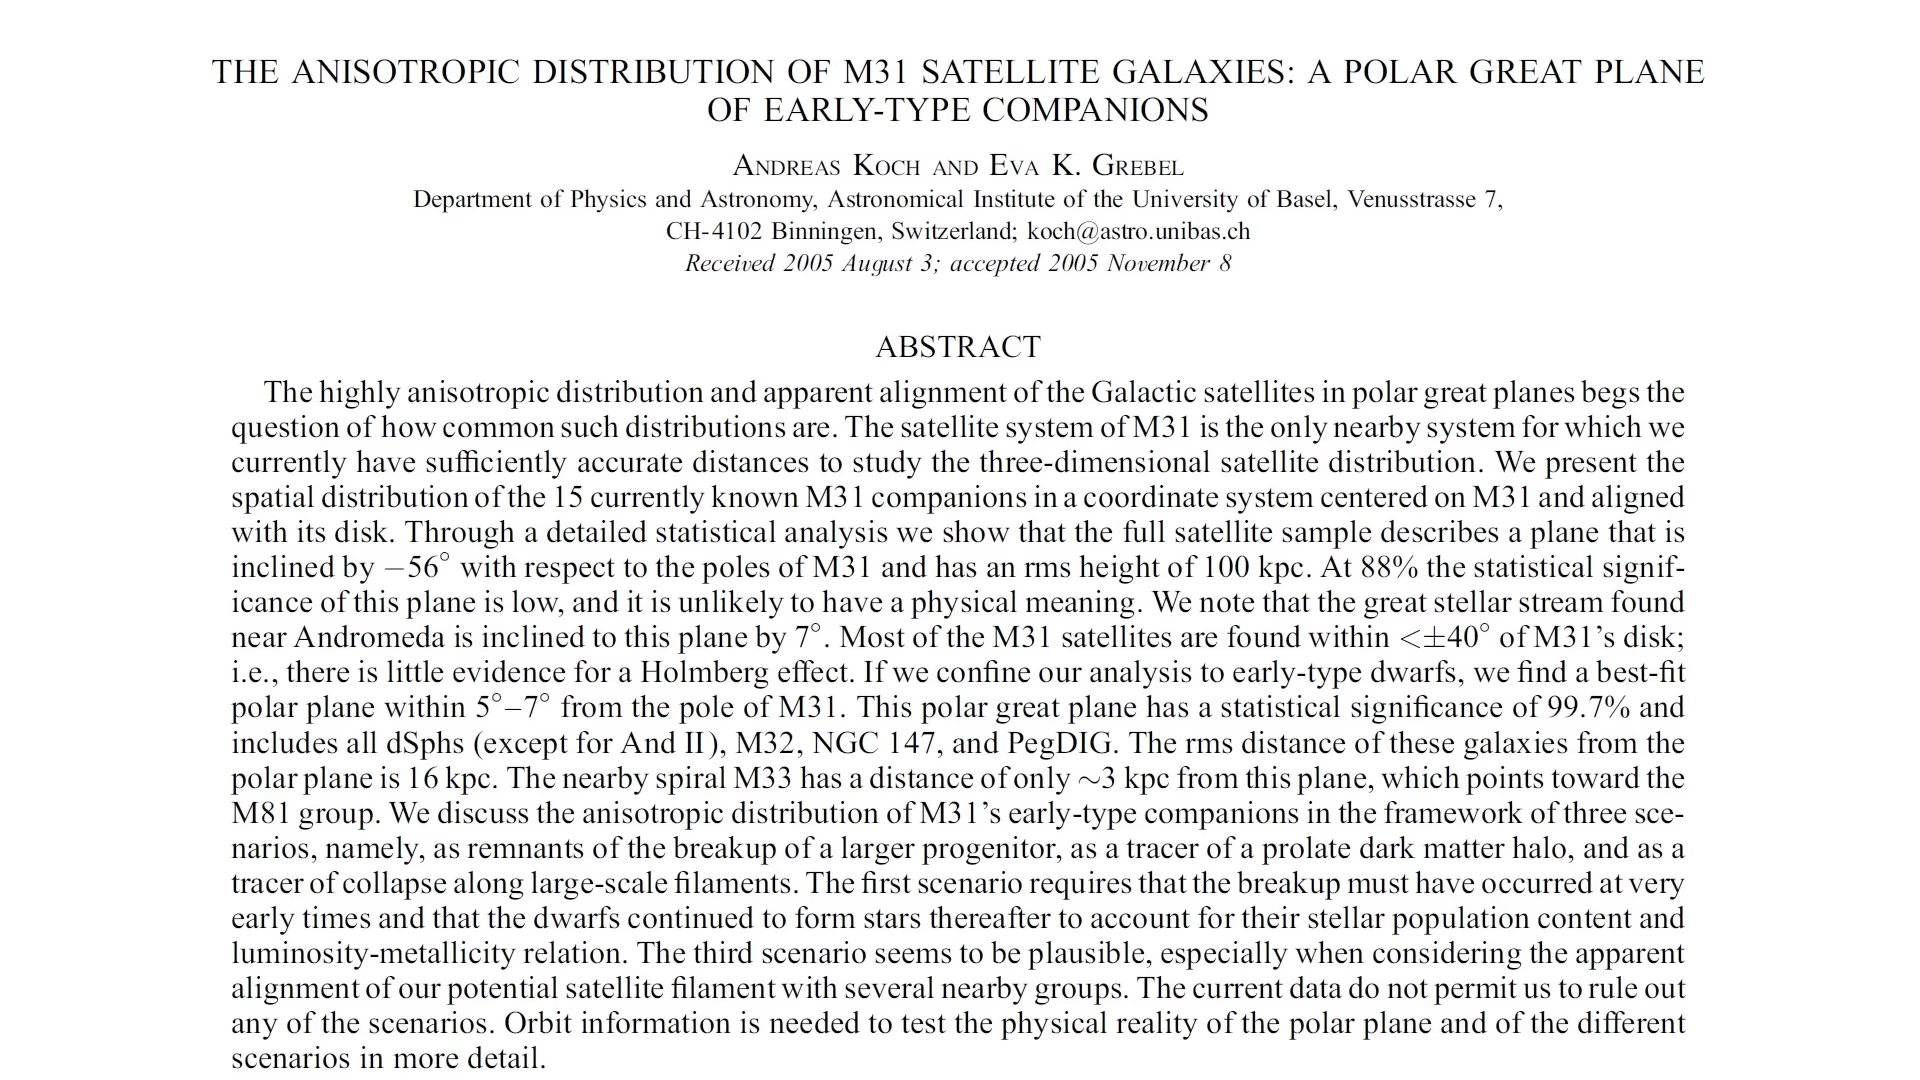 THE ANISOTROPIC DISTRIBUTION OF M31 SATELLITE GALAXIES: A POLAR GREAT PLANE
OF EARLY-TYPE COMPANIONS
Andreas Koch and Eva K. Grebel
Department of Physics and Astronomy, Astronomical Institute of the University of Basel, Venusstrasse 7,
CH-4102 Binningen, Switzerland; koch@astro.unibas.ch
Received 2005 August 3; accepted 2005 November 8
ABSTRACT
The highly anisotropic distribution and apparent alignment of the Galactic satellites in polar great planes begs the
question of how common such distributions are. The satellite system of M31 is the only nearby system for which we
currently have sufficiently accurate distances to study the three-dimensional satellite distribution. We present the
spatial distribution of the 15 currently known M31 companions in a coordinate system centered on M31 and aligned
with its disk. Through a detailed statistical analysis we show that the full satellite sample describes a plane that is
inclined by −56° with respect to the poles of M31 and has an rms height of 100 kpc. At 88% the statistical signif-
icance of this plane is low, and it is unlikely to have a physical meaning. We note that the great stellar stream found
near Andromeda is inclined to this plane by 7°. Most of the M31 satellites are found within <±40° of M31's disk;
i.e., there is little evidence for a Holmberg effect. If we confine our analysis to early-type dwarfs, we find a best-fit
polar plane within 5°–7° from the pole of M31. This polar great plane has a statistical significance of 99.7% and
includes all dSphs (except for And II), M32, NGC 147, and PegDIG. The rms distance of these galaxies from the
polar plane is 16 kpc. The nearby spiral M33 has a distance of only ~3 kpc from this plane, which points toward the
M81 group. We discuss the anisotropic distribution of M31's early-type companions in the framework of three sce-
narios, namely, as remnants of the breakup of a larger progenitor, as a tracer of a prolate dark matter halo, and as a
tracer of collapse along large-scale filaments. The first scenario requires that the breakup must have occurred at very
early times and that the dwarfs continued to form stars thereafter to account for their stellar population content and
luminosity-metallicity relation. The third scenario seems to be plausible, especially when considering the apparent
alignment of our potential satellite filament with several nearby groups. The current data do not permit us to rule out
any of the scenarios. Orbit information is needed to test the physical reality of the polar plane and of the different
scenarios in more detail.